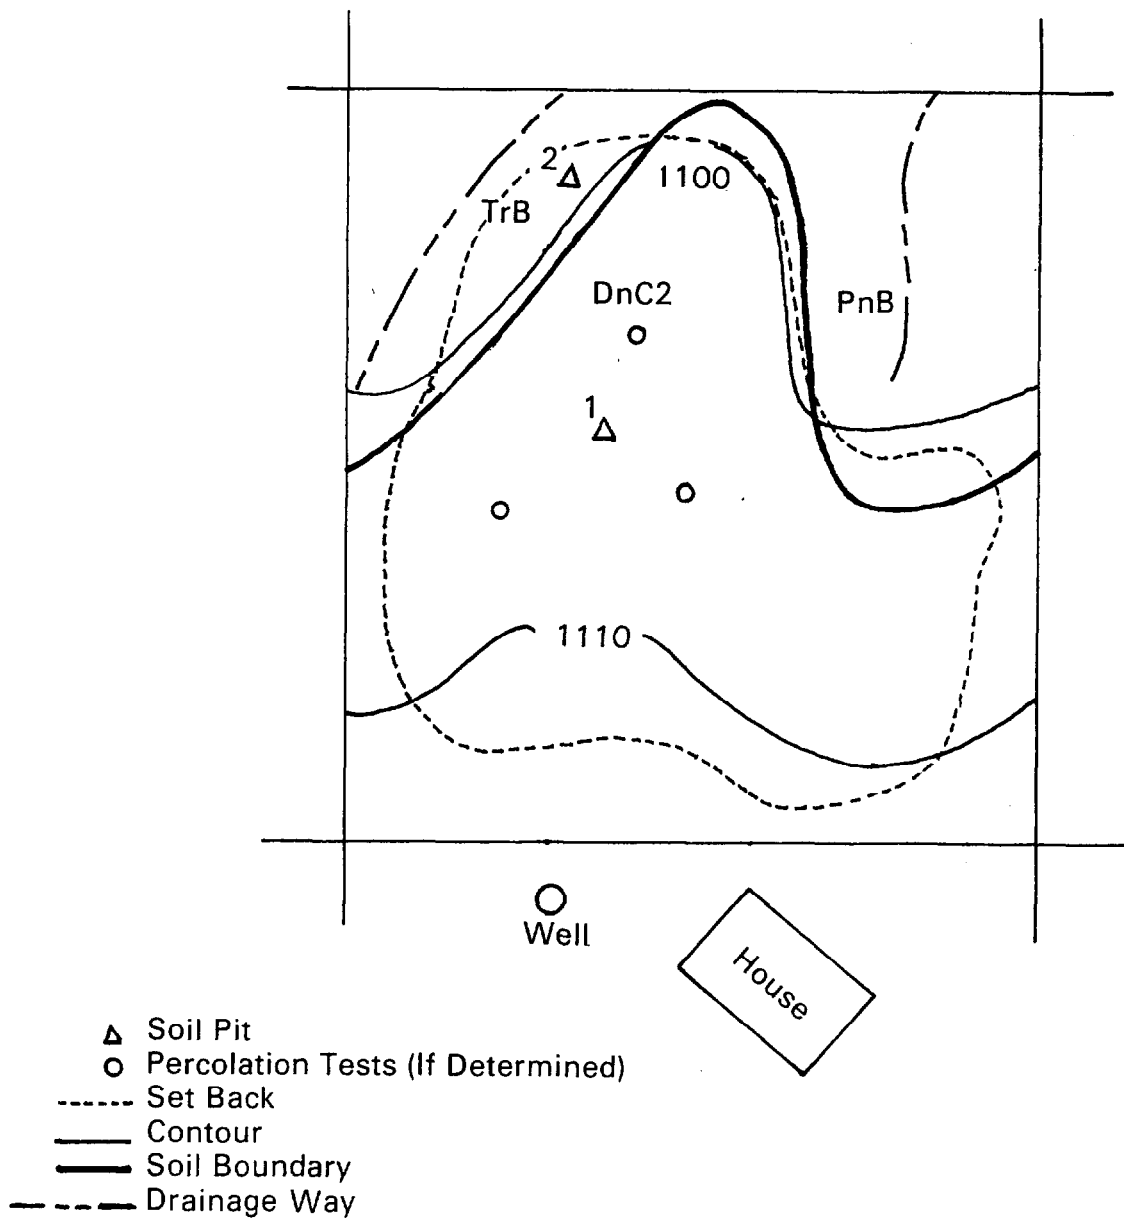 2
1100
TrB
DnC2
PnB
1
1110
Well
House
Soil Pit
Percolation Tests (If Determined)
Set Back
Contour
Soil Boundary
Drainage Way